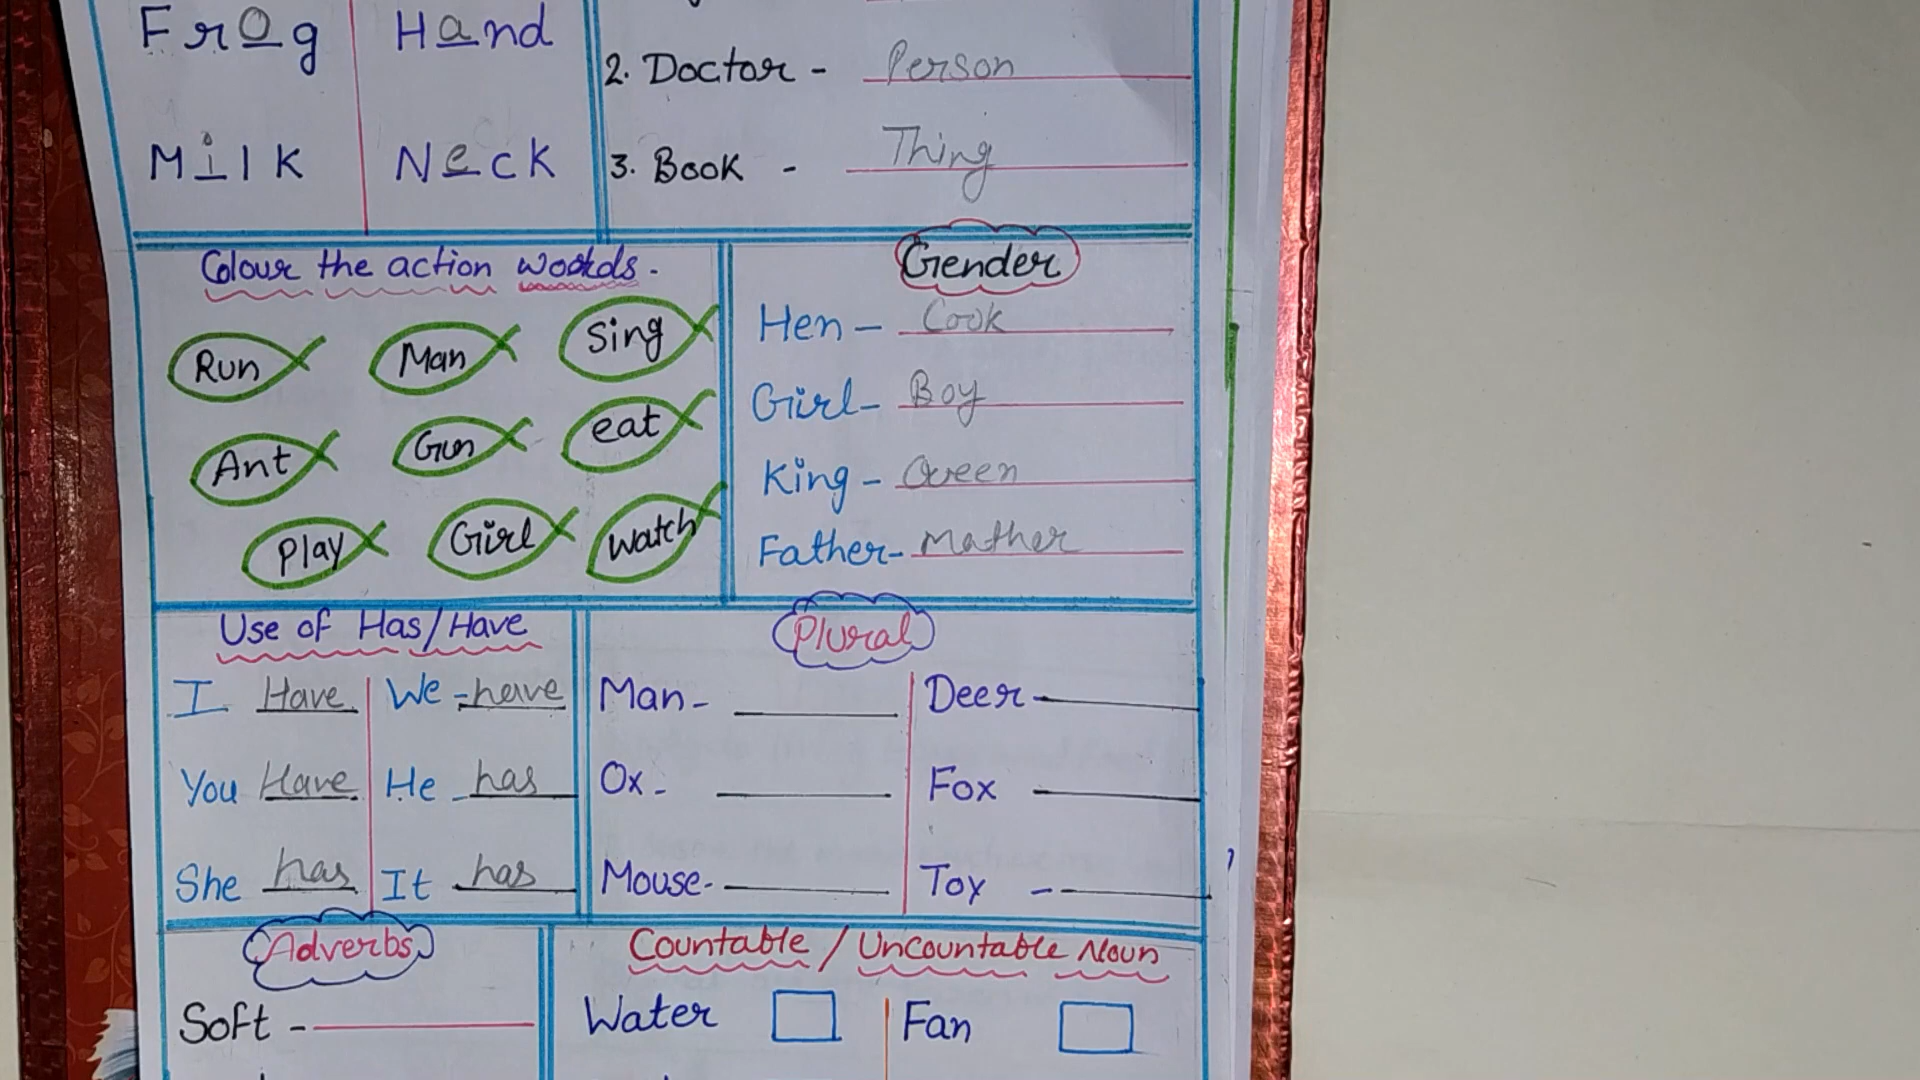 Frog
Hand
Milk
Neck
2. Doctor - Person
3. Book - Thing
Colour the action words.
Run
Man
Sing
Ant
Gun
eat
Play
Girl
Watch
Gender
Hen - Cook
Girl - Boy
King - Queen
Father - Mather
Use of Has/Have
I Have
We - have
You Have
He - has
She has
It has
Plural
Man -
Deer -
Ox -
Fox -
Mouse -
Toy -
Adverbs
Soft -
Countable / Uncountable Noun
Water
Fan